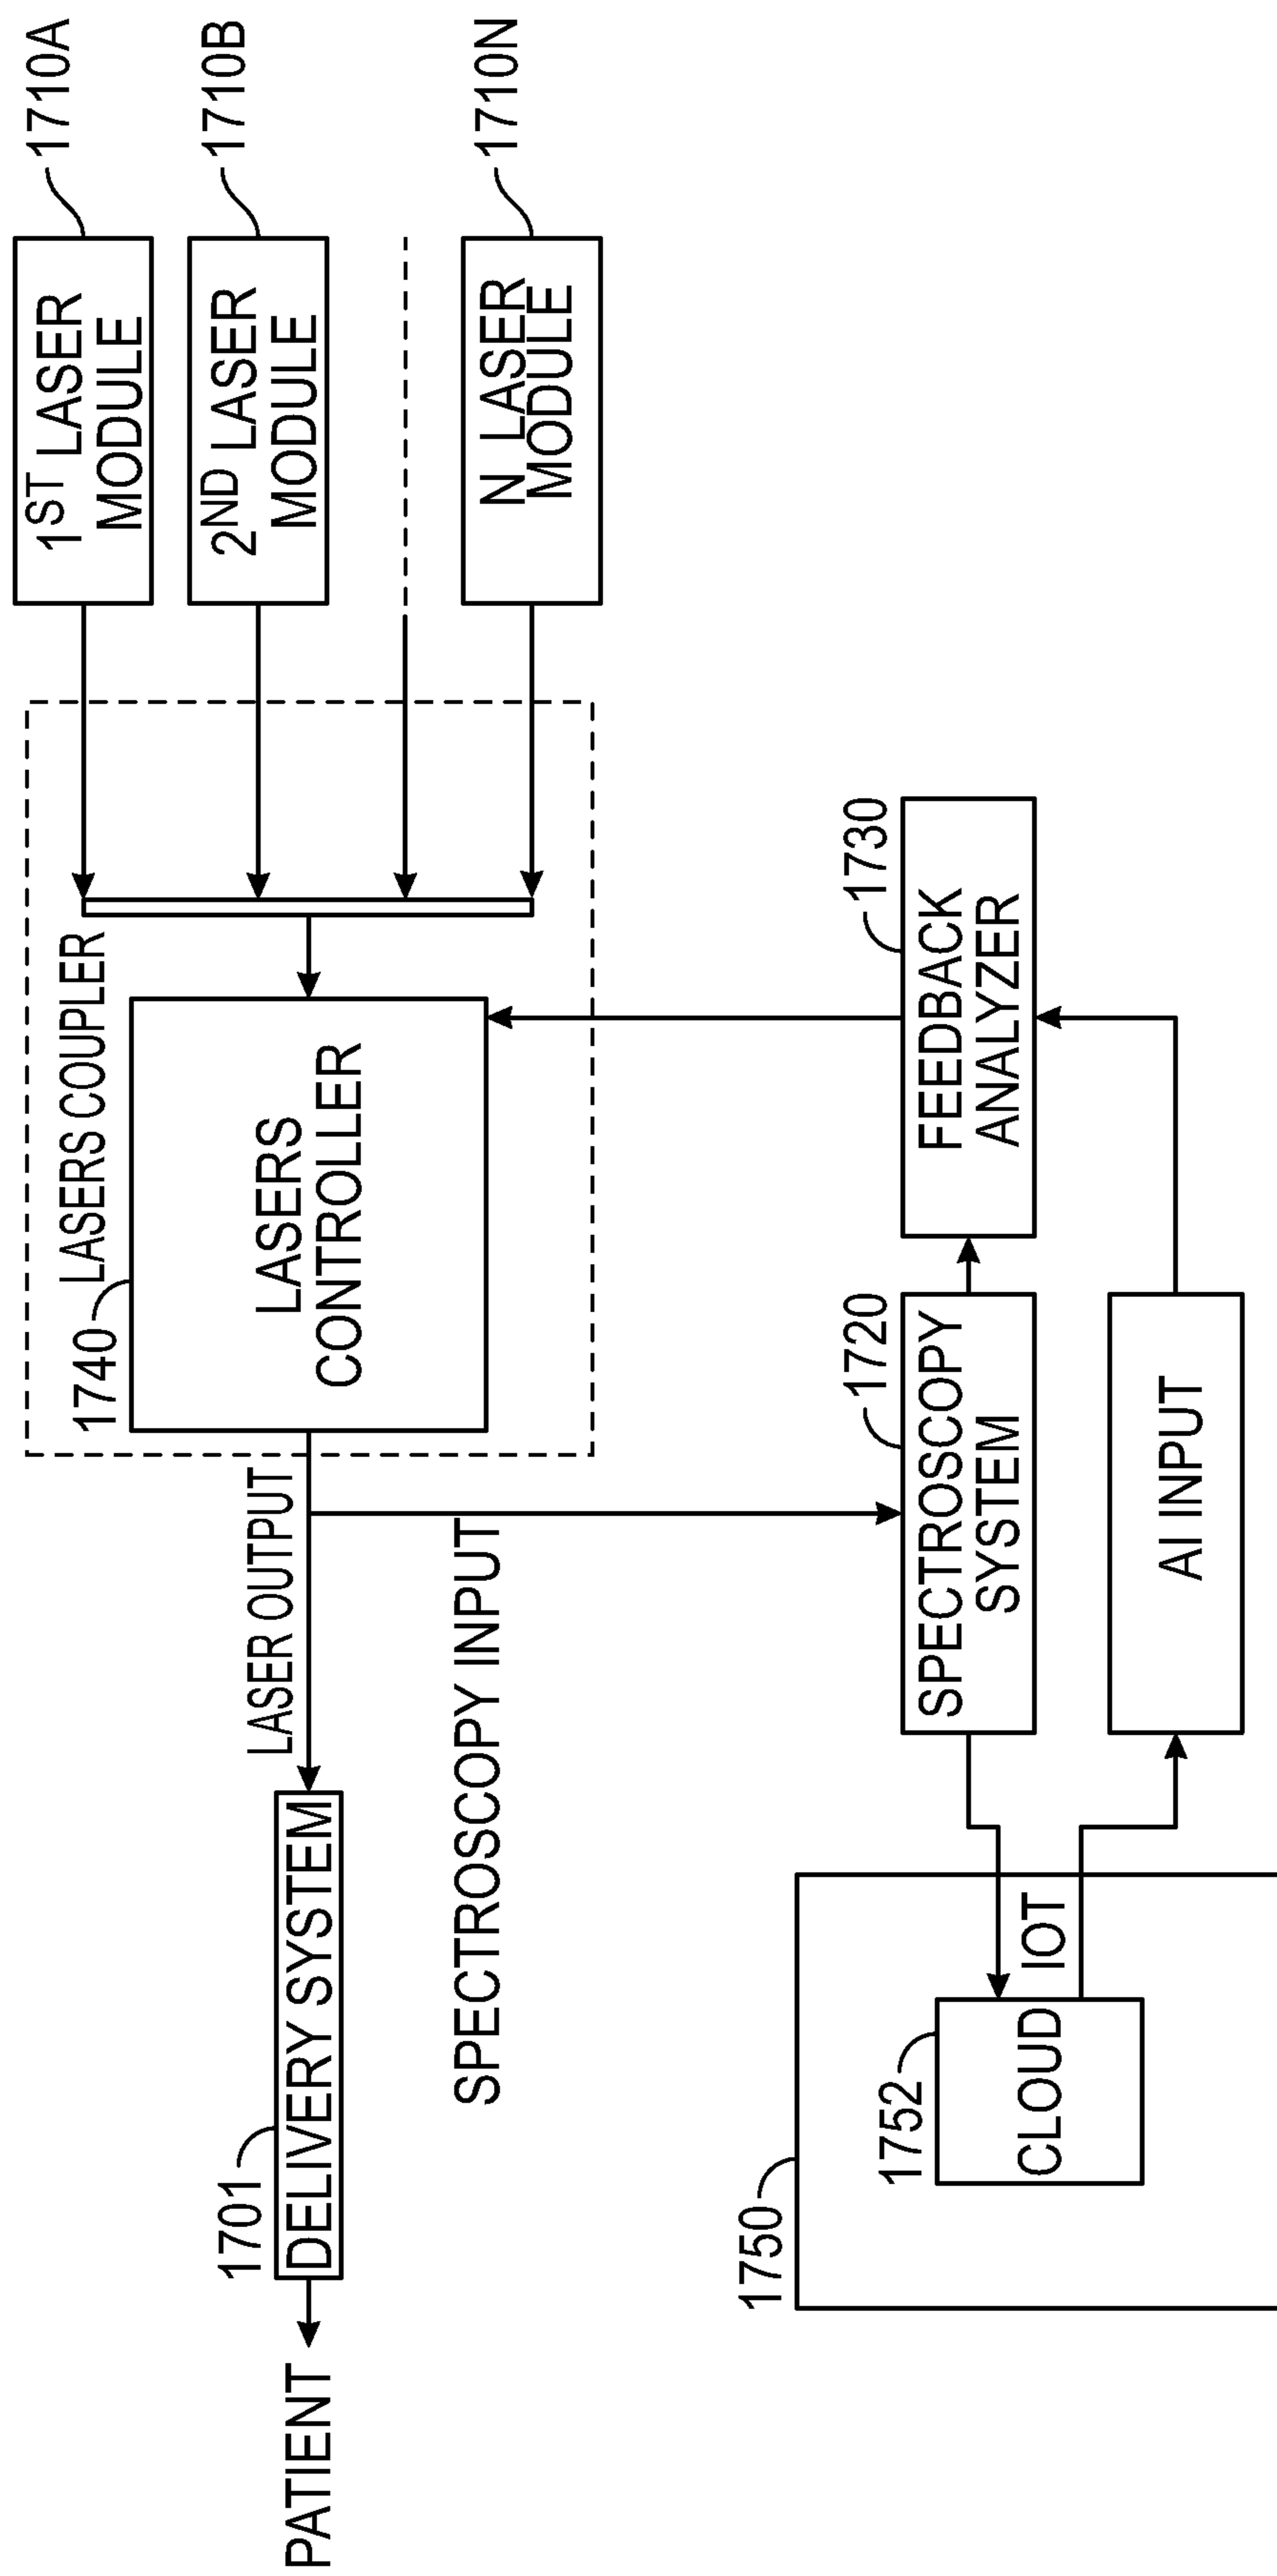 PATIENT
1701
DELIVERY SYSTEM
LASER OUTPUT
SPECTROSCOPY INPUT
1740
LASERS COUPLER
LASERS
CONTROLLER
1ST LASER
MODULE
1710A
2ND LASER
MODULE
1710B
N LASER
MODULE
1710N
1750
1752
CLOUD
IOT
1720
SPECTROSCOPY
SYSTEM
1730
FEEDBACK
ANALYZER
AI INPUT